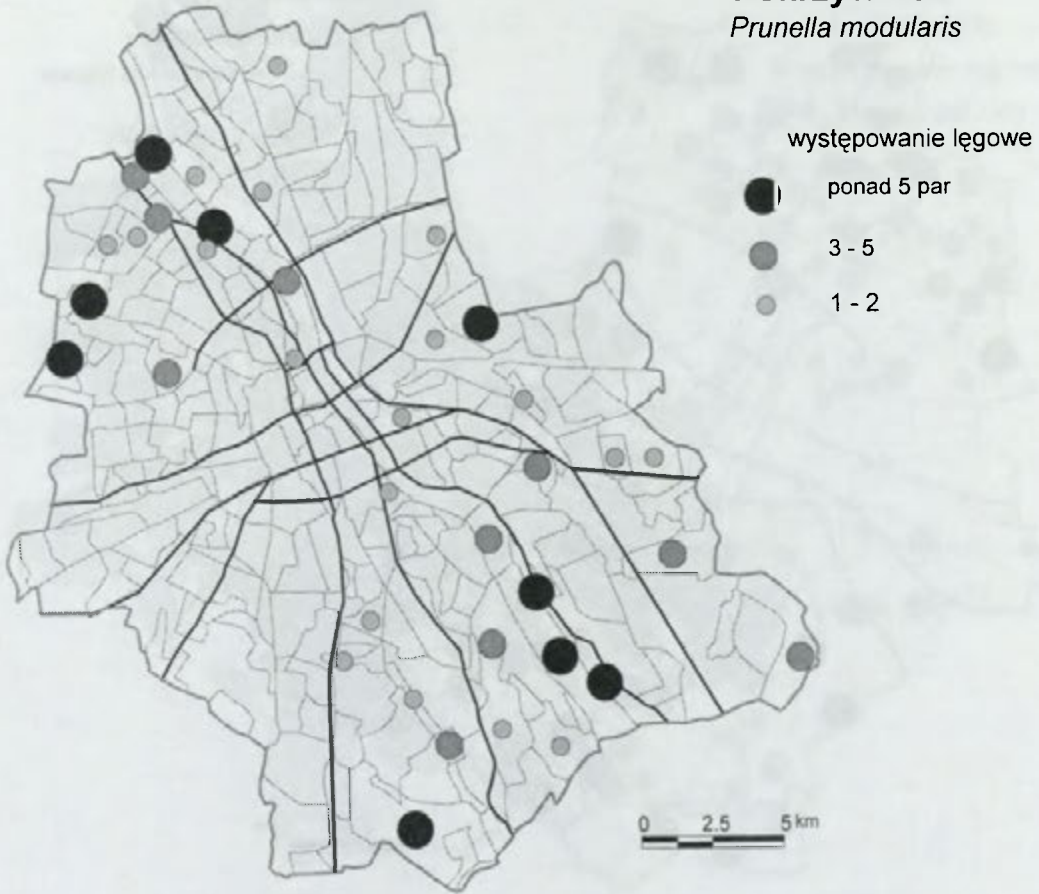 Prunella modularis
występowanie lęgowe
ponad 5 par
3 - 5
1 - 2
0 2.5 5 km